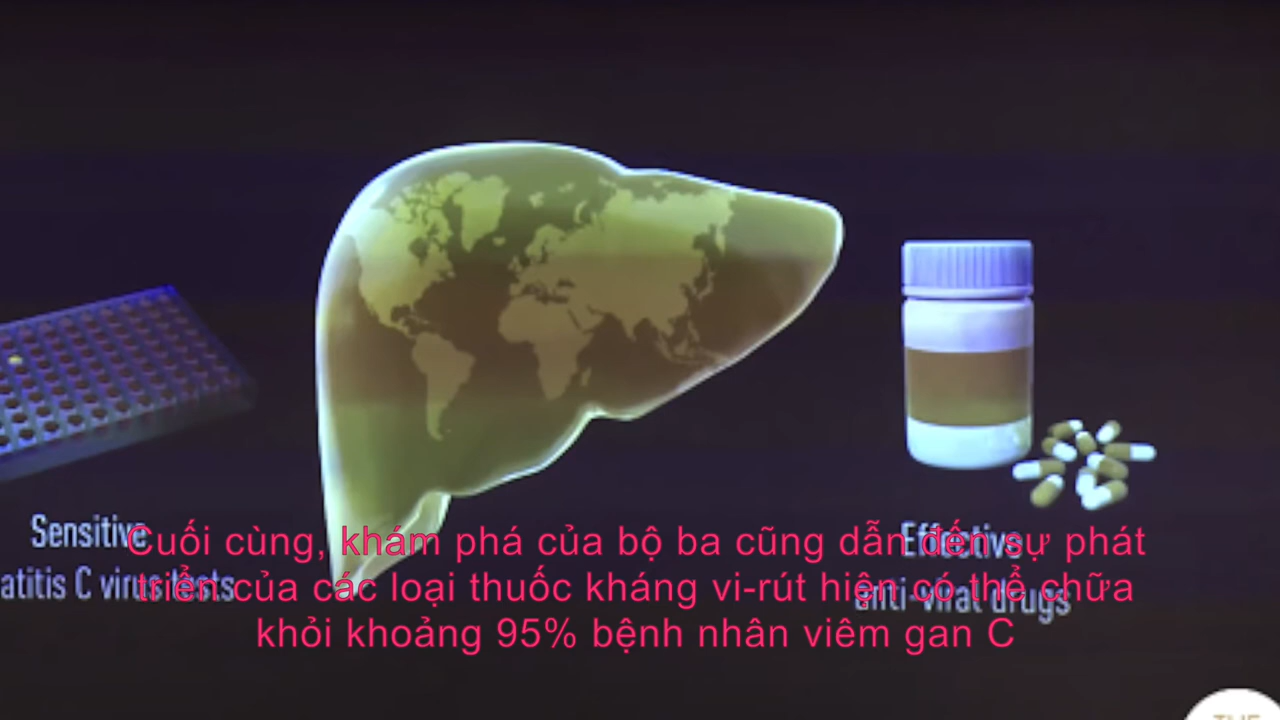 Sensitive
atitis C virus tests
Effective
anti-viral drugs
Cuối cùng, khám phá của bộ ba cũng dẫn đến sự phát
triển của các loại thuốc kháng vi-rút hiện có thể chữa
khỏi khoảng 95% bệnh nhân viêm gan C
THE